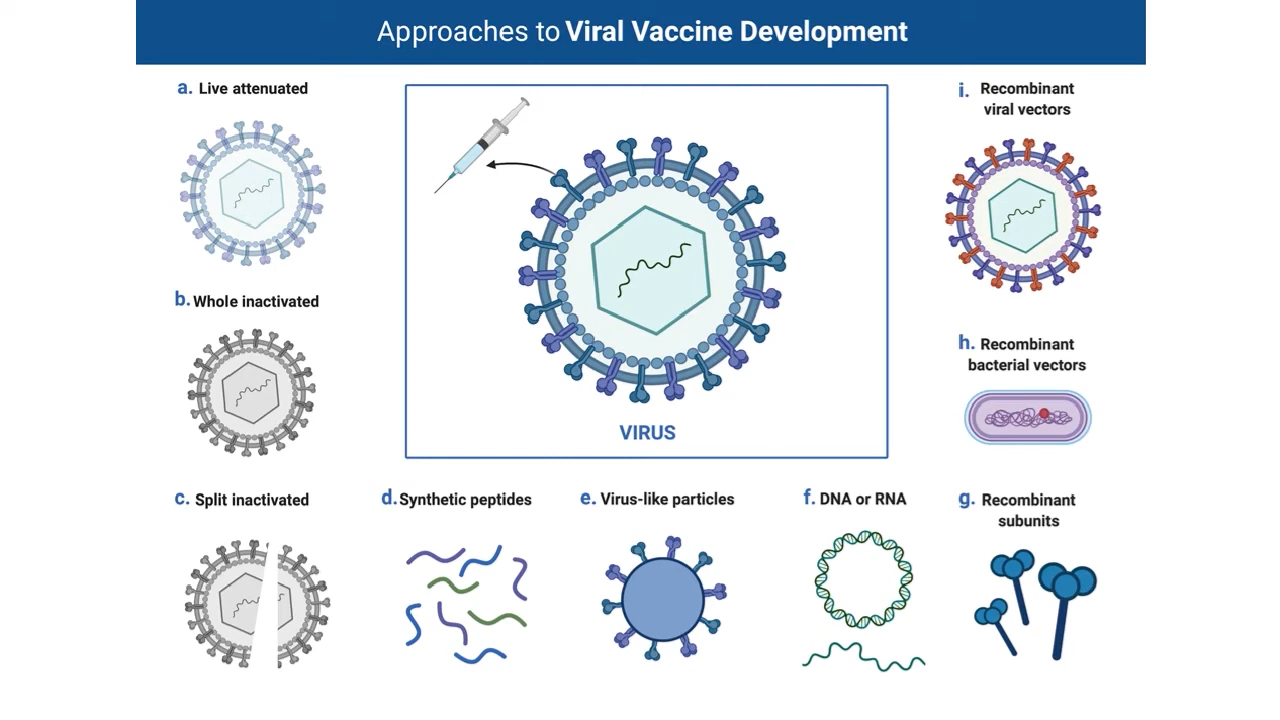 Approaches to Viral Vaccine Development
a. Live attenuated
b. Whole inactivated
c. Split inactivated
d. Synthetic peptides
e. Virus-like particles
f. DNA or RNA
g. Recombinant
subunits
h. Recombinant
bacterial vectors
i. Recombinant
viral vectors
VIRUS